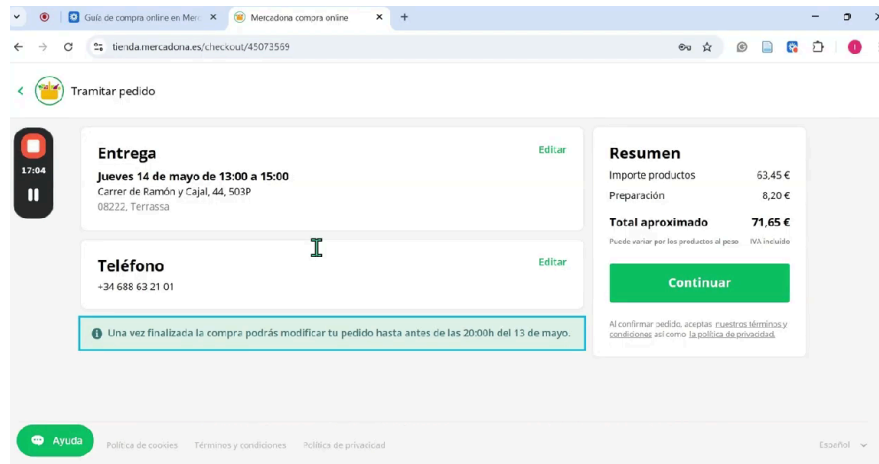 Guía de compra online en Merc
Mercadona compra online
tienda.mercadona.es/checkout/45073569
Tramitar pedido
17:04
Entrega
Editar
Jueves 14 de mayo de 13:00 a 15:00
Carrer de Ramón y Cajal, 44, 503P
08222, Terrassa
Teléfono
Editar
+34 688 63 21 01
Una vez finalizada la compra podrás modificar tu pedido hasta antes de las 20:00h del 13 de mayo.
Resumen
Importe productos 63,45 €
Preparación 8,20 €
Total aproximado 71,65 €
Puede variar por los productos al peso IVA incluido
Continuar
Al confirmar pedido, aceptas nuestros términos y
condiciones así como la política de privacidad.
Ayuda
Política de cookies Términos y condiciones Política de privacidad
Español